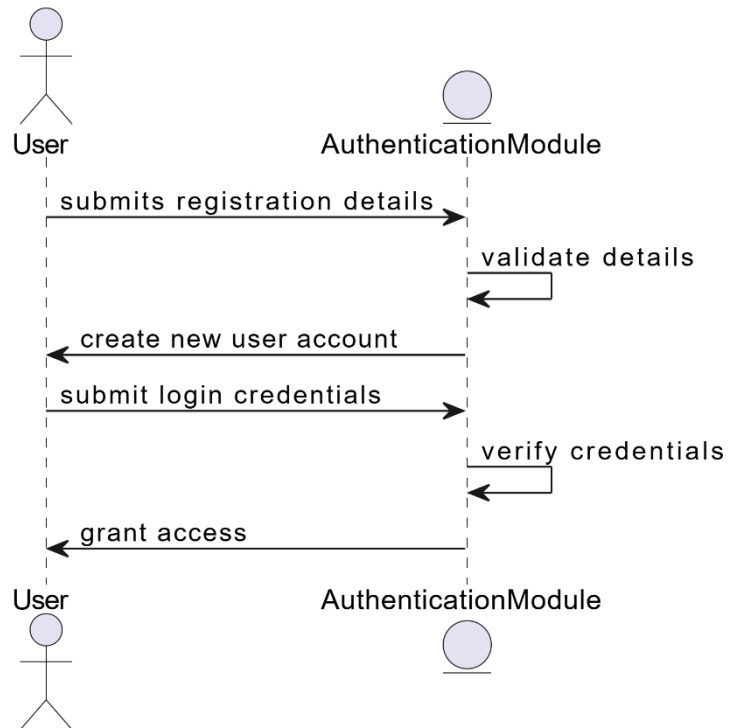 User
AuthenticationModule
submits registration details
validate details
create new user account
submit login credentials
verify credentials
grant access
User
AuthenticationModule